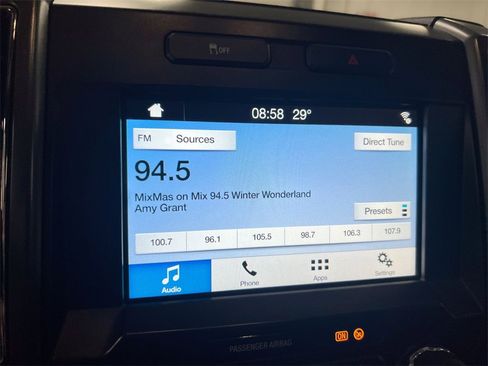 OFF
08:58 29°
FM Sources
Direct Tune
94.5
MixMas on Mix 94.5 Winter Wonderland
Amy Grant
Presets
100.7 96.1 105.5 98.7 106.3 107.9
Audio Phone Apps Settings
PASSENGER AIRBAG ON